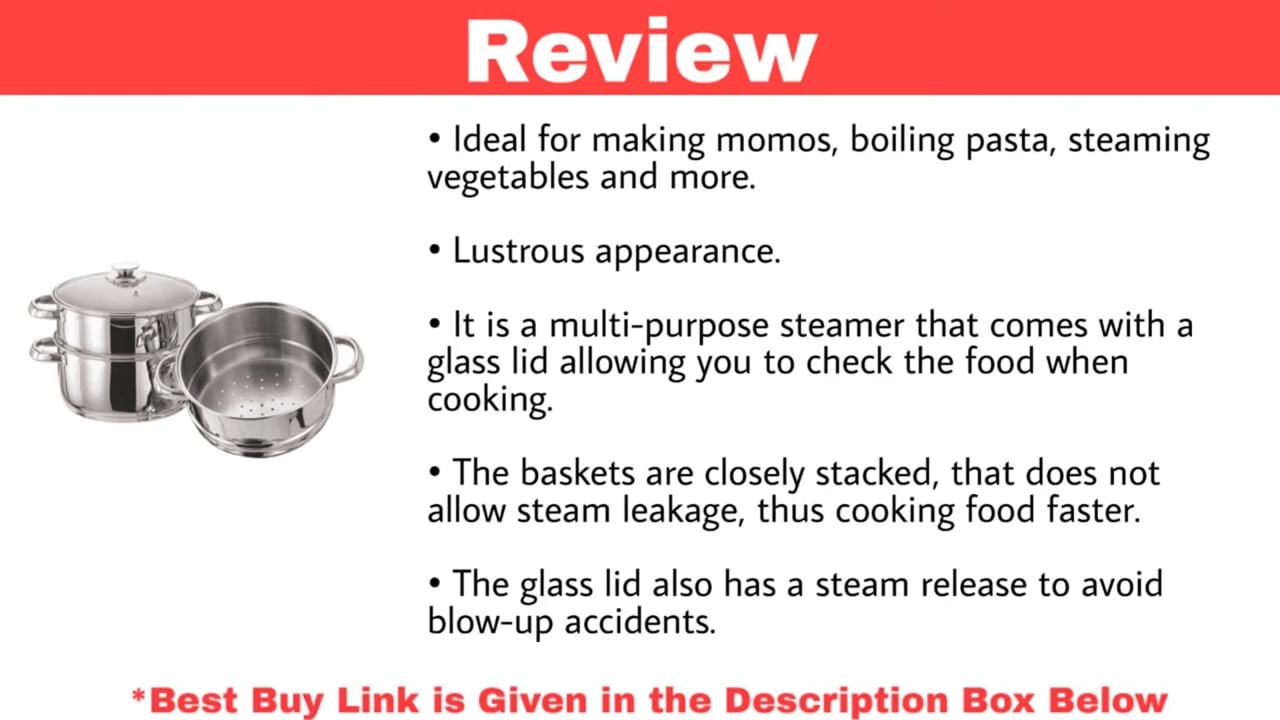 Review
• Ideal for making momos, boiling pasta, steaming
vegetables and more.
• Lustrous appearance.
• It is a multi-purpose steamer that comes with a
glass lid allowing you to check the food when
cooking.
• The baskets are closely stacked, that does not
allow steam leakage, thus cooking food faster.
• The glass lid also has a steam release to avoid
blow-up accidents.
*Best Buy Link is Given in the Description Box Below